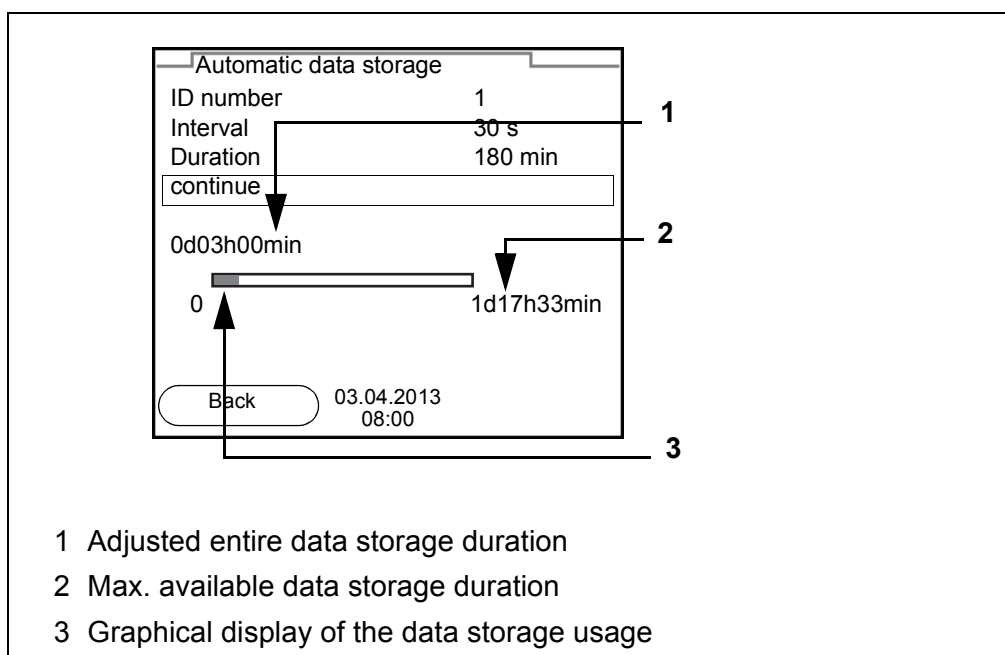 Automatic data storage
ID number 1
Interval 30 s
Duration 180 min
continue
0d03h00min
0 1d17h33min
Back 03.04.2013
08:00
1
2
3
1 Adjusted entire data storage duration
2 Max. available data storage duration
3 Graphical display of the data storage usage